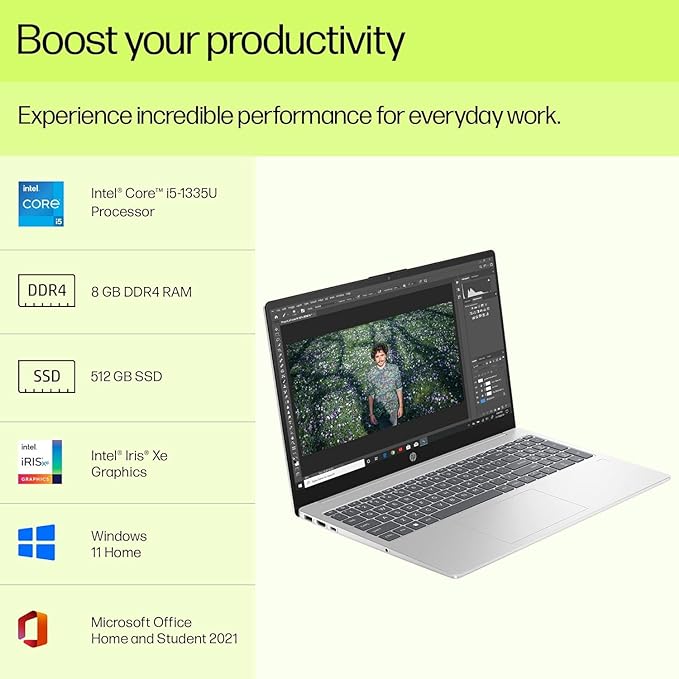 Boost your productivity
Experience incredible performance for everyday work.
intel.
CORE
i5
Intel® Core™ i5-1335U
Processor
DDR4
8 GB DDR4 RAM
SSD
512 GB SSD
intel.
iRISxe
GRAPHICS
Intel® Iris® Xe
Graphics
Windows
11 Home
Microsoft Office
Home and Student 2021
hp